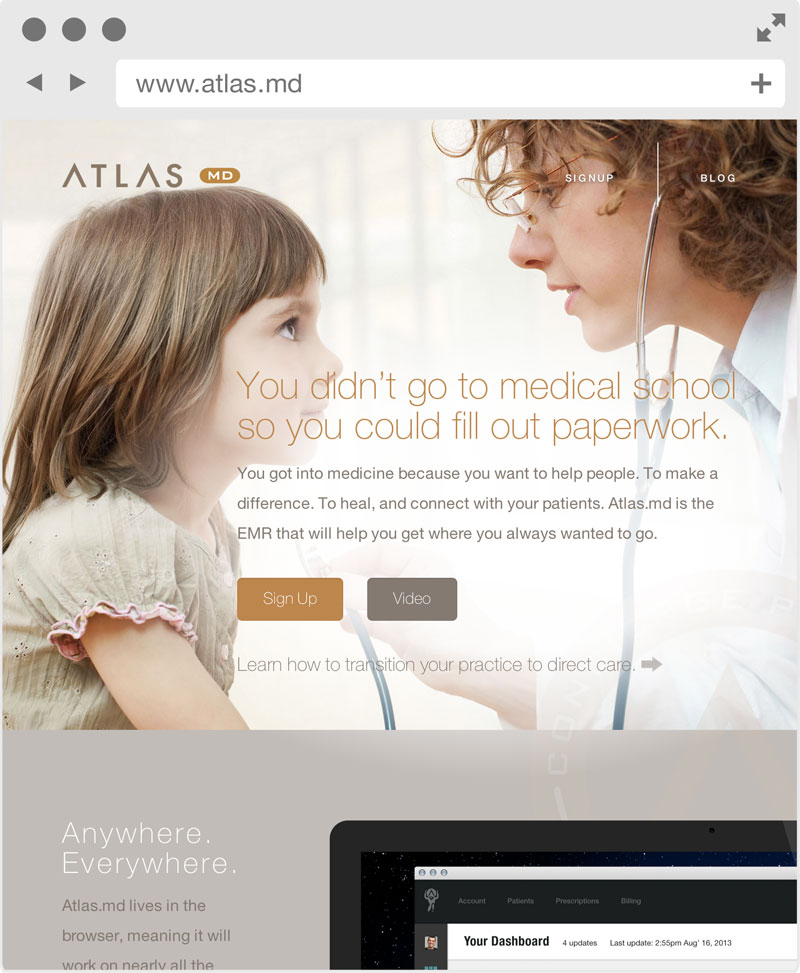 www.atlas.md
ATLAS MD
SIGNUP
BLOG
You didn't go to medical school
so you could fill out paperwork.
You got into medicine because you want to help people. To make a
difference. To heal, and connect with your patients. Atlas.md is the
EMR that will help you get where you always wanted to go.
Sign Up
Video
Learn how to transition your practice to direct care.
Anywhere.
Everywhere.
Atlas.md lives in the
browser, meaning it will
work on nearly all the
Account
Patients
Prescriptions
Billing
Your Dashboard
4 updates
Last update: 2:55pm Aug' 16, 2013